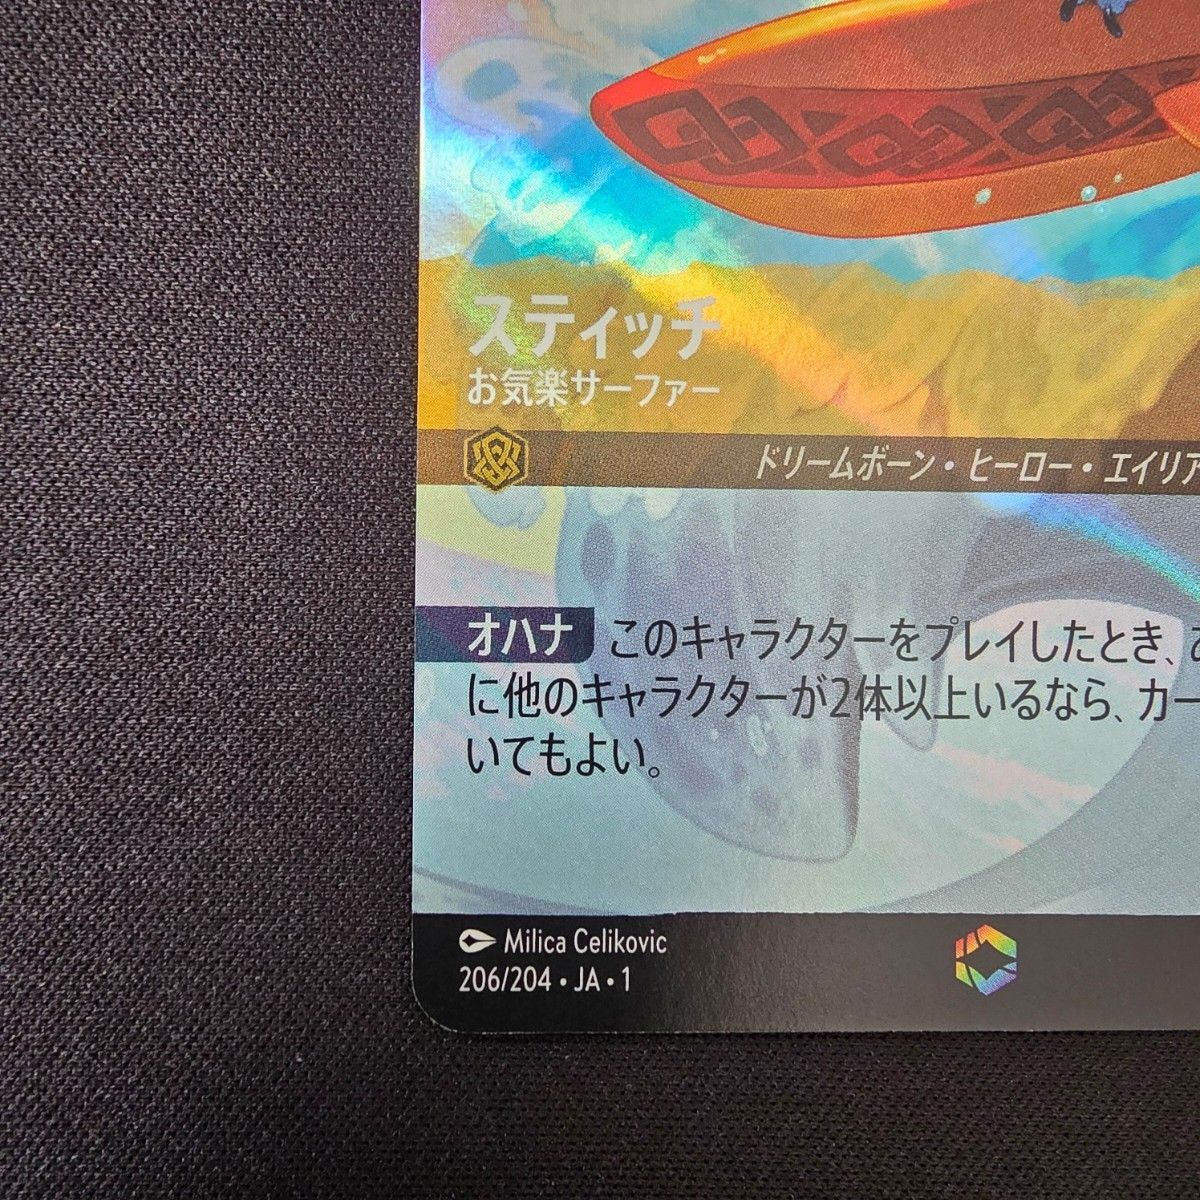 スティッチ
お気楽サーファー
ドリームボーン・ヒーロー・エイリア
オハナ このキャラクターをプレイしたとき、
に他のキャラクターが2体以上いるなら、カー
いてもよい。
Milica Celikovic
206/204・JA・1